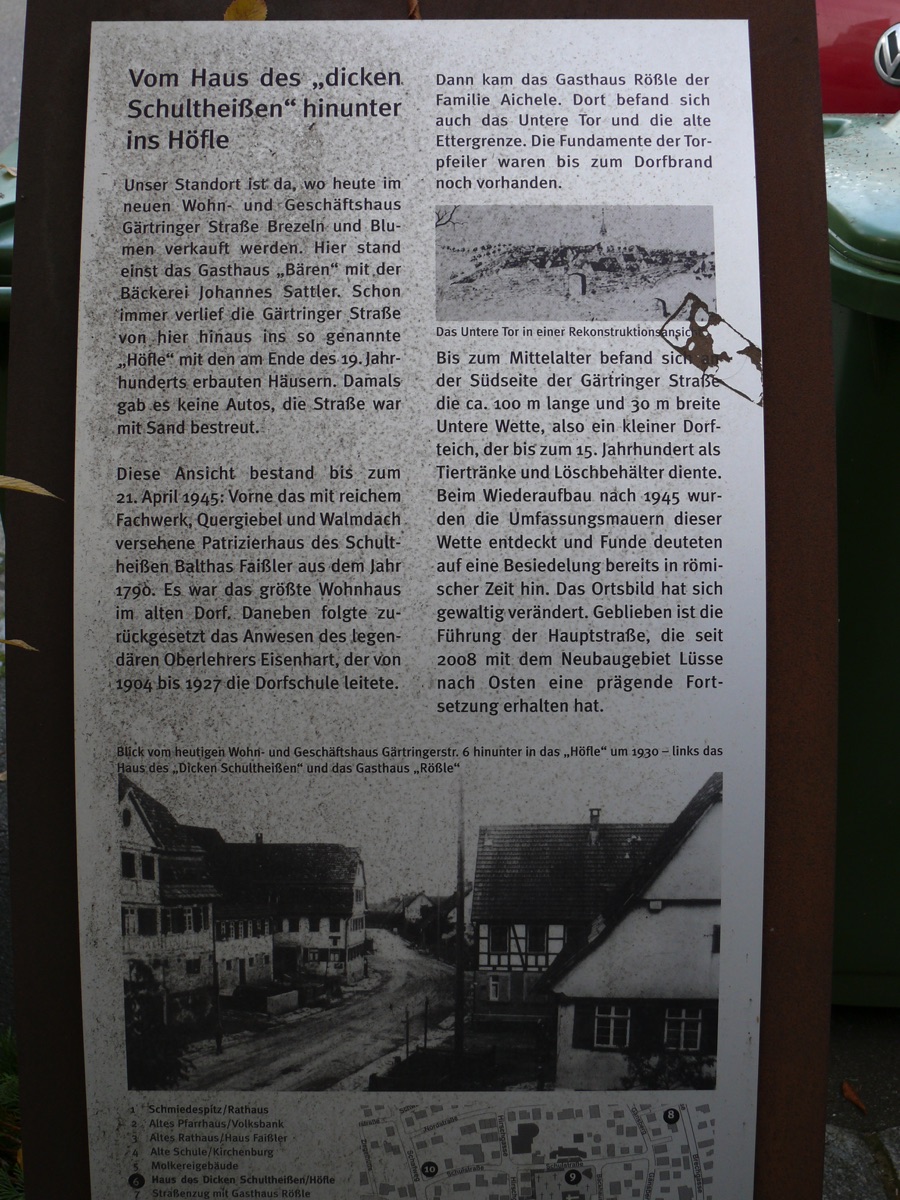 Vom Haus des „dicken
Schultheißen“ hinunter
ins Höfle
Unser Standort ist da, wo heute im
neuen Wohn- und Geschäftshaus
Gärtringer Straße Brezeln und Blu-
men verkauft werden. Hier stand
einst das Gasthaus „Bären“ mit der
Bäckerei Johannes Sattler. Schon
immer verlief die Gärtringer Straße
von hier hinaus ins so genannte
„Höfle“ mit den am Ende des 19. Jahr-
hunderts erbauten Häusern. Damals
gab es keine Autos, die Straße war
mit Sand bestreut.
Diese Ansicht bestand bis zum
21. April 1945: Vorne das mit reichem
Fachwerk, Quergiebel und Walmdach
versehene Patrizierhaus des Schult-
heißen Balthas Faißler aus dem Jahr
1790. Es war das größte Wohnhaus
im alten Dorf. Daneben folgte zu-
rückgesetzt das Anwesen des legen-
dären Oberlehrers Eisenhart, der von
1904 bis 1927 die Dorfschule leitete.
Dann kam das Gasthaus Rößle der
Familie Aichele. Dort befand sich
auch das Untere Tor und die alte
Ettergrenze. Die Fundamente der Tor-
pfeiler waren bis zum Dorfbrand
noch vorhanden.
Das Untere Tor in einer Rekonstruktionsansicht
Bis zum Mittelalter befand sich an
der Südseite der Gärtringer Straße
die ca. 100 m lange und 30 m breite
Untere Wette, also ein kleiner Dorf-
teich, der bis zum 15. Jahrhundert als
Tiertränke und Löschbehälter diente.
Beim Wiederaufbau nach 1945 wur-
den die Umfassungsmauern dieser
Wette entdeckt und Funde deuteten
auf eine Besiedelung bereits in römi-
scher Zeit hin. Das Ortsbild hat sich
gewaltig verändert. Geblieben ist die
Führung der Hauptstraße, die seit
2008 mit dem Neubaugebiet Lüsse
nach Osten eine prägende Fort-
setzung erhalten hat.
Blick vom heutigen Wohn- und Geschäftshaus Gärtringerstr. 6 hinunter in das „Höfle“ um 1930 – links das
Haus des „Dicken Schultheißen“ und das Gasthaus „Rößle“
1 Schmiedespitz/Rathaus
2 Altes Pfarrhaus/Volksbank
3 Altes Rathaus/Haus Faißler
4 Alte Schule/Kirchenburg
5 Molkereigebäude
6 Haus des Dicken Schultheißen/Höfle
7 Straßenzug mit Gasthaus Rößle
8
Hordstraße
10
Schulstraße
Schulstraße
9